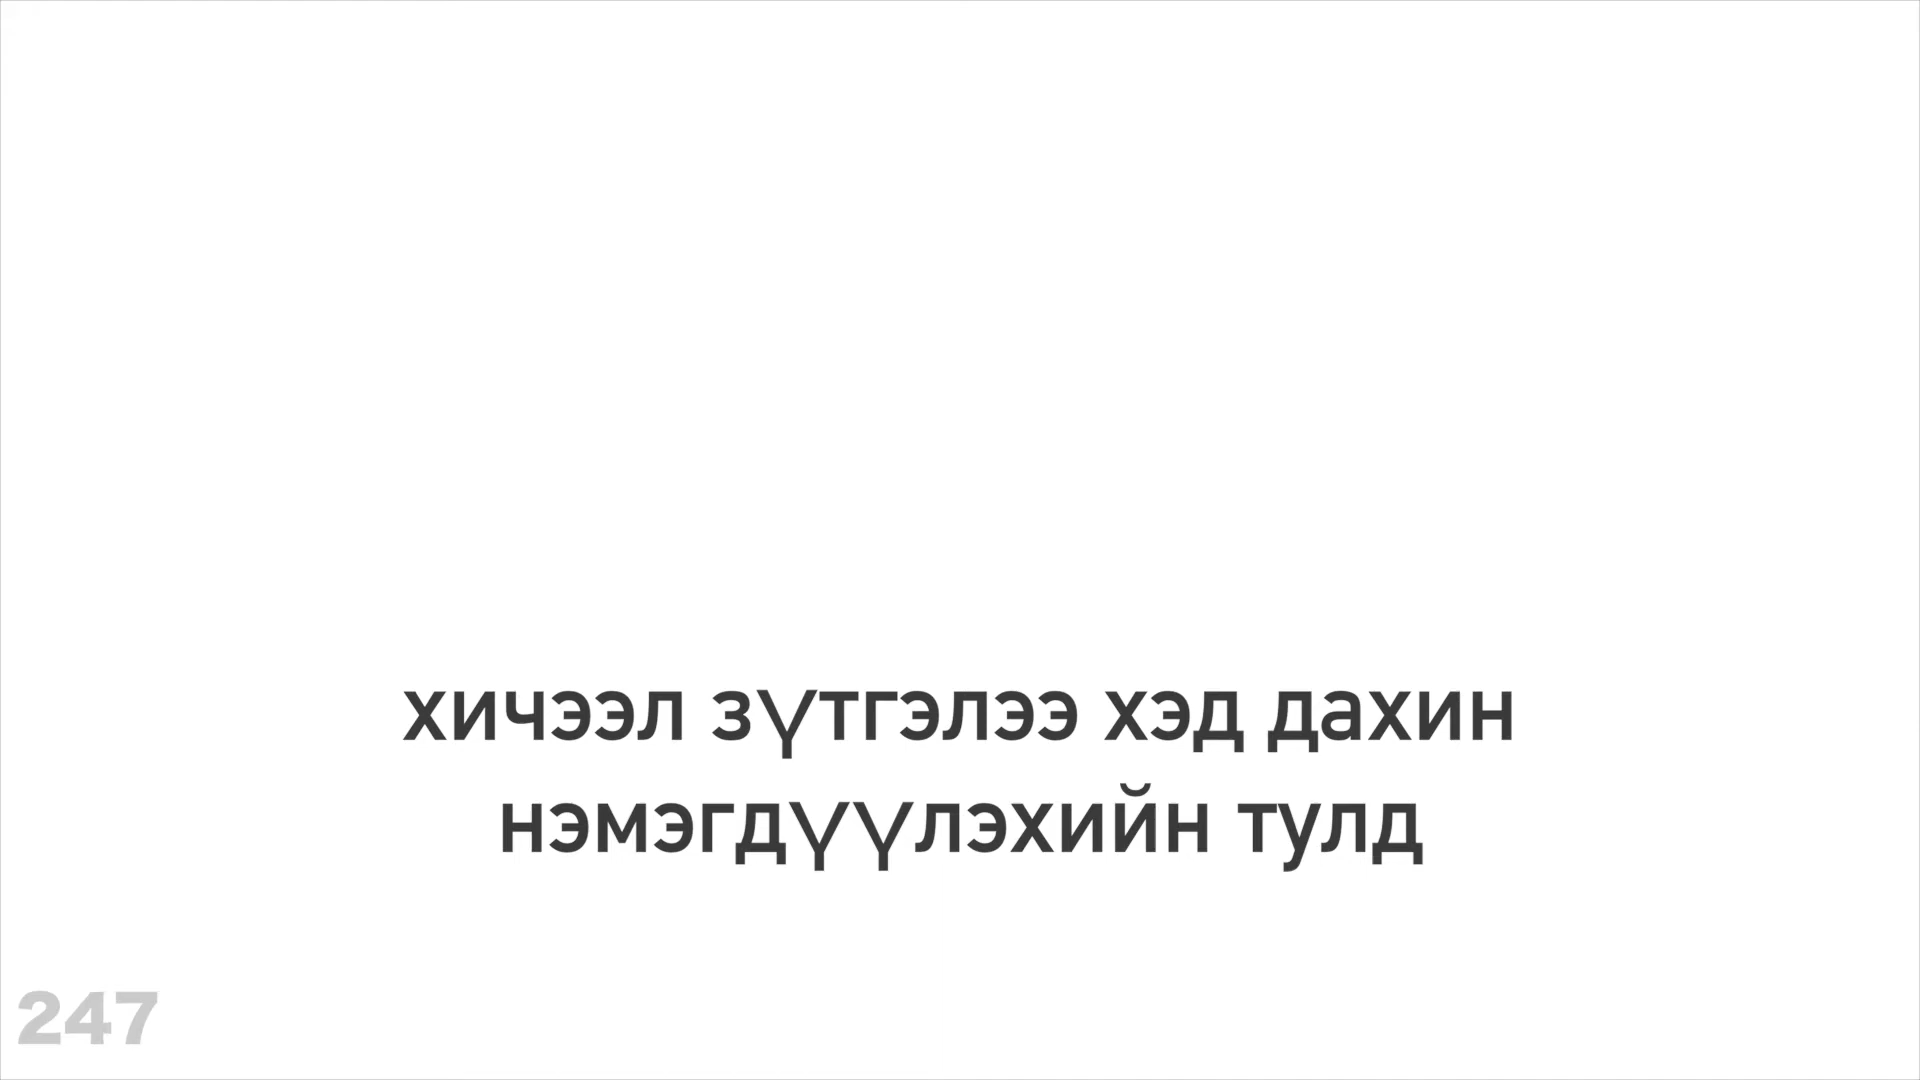 хичээл зүтгэлээ хэд дахин
нэмэгдүүлэхийн тулд
247